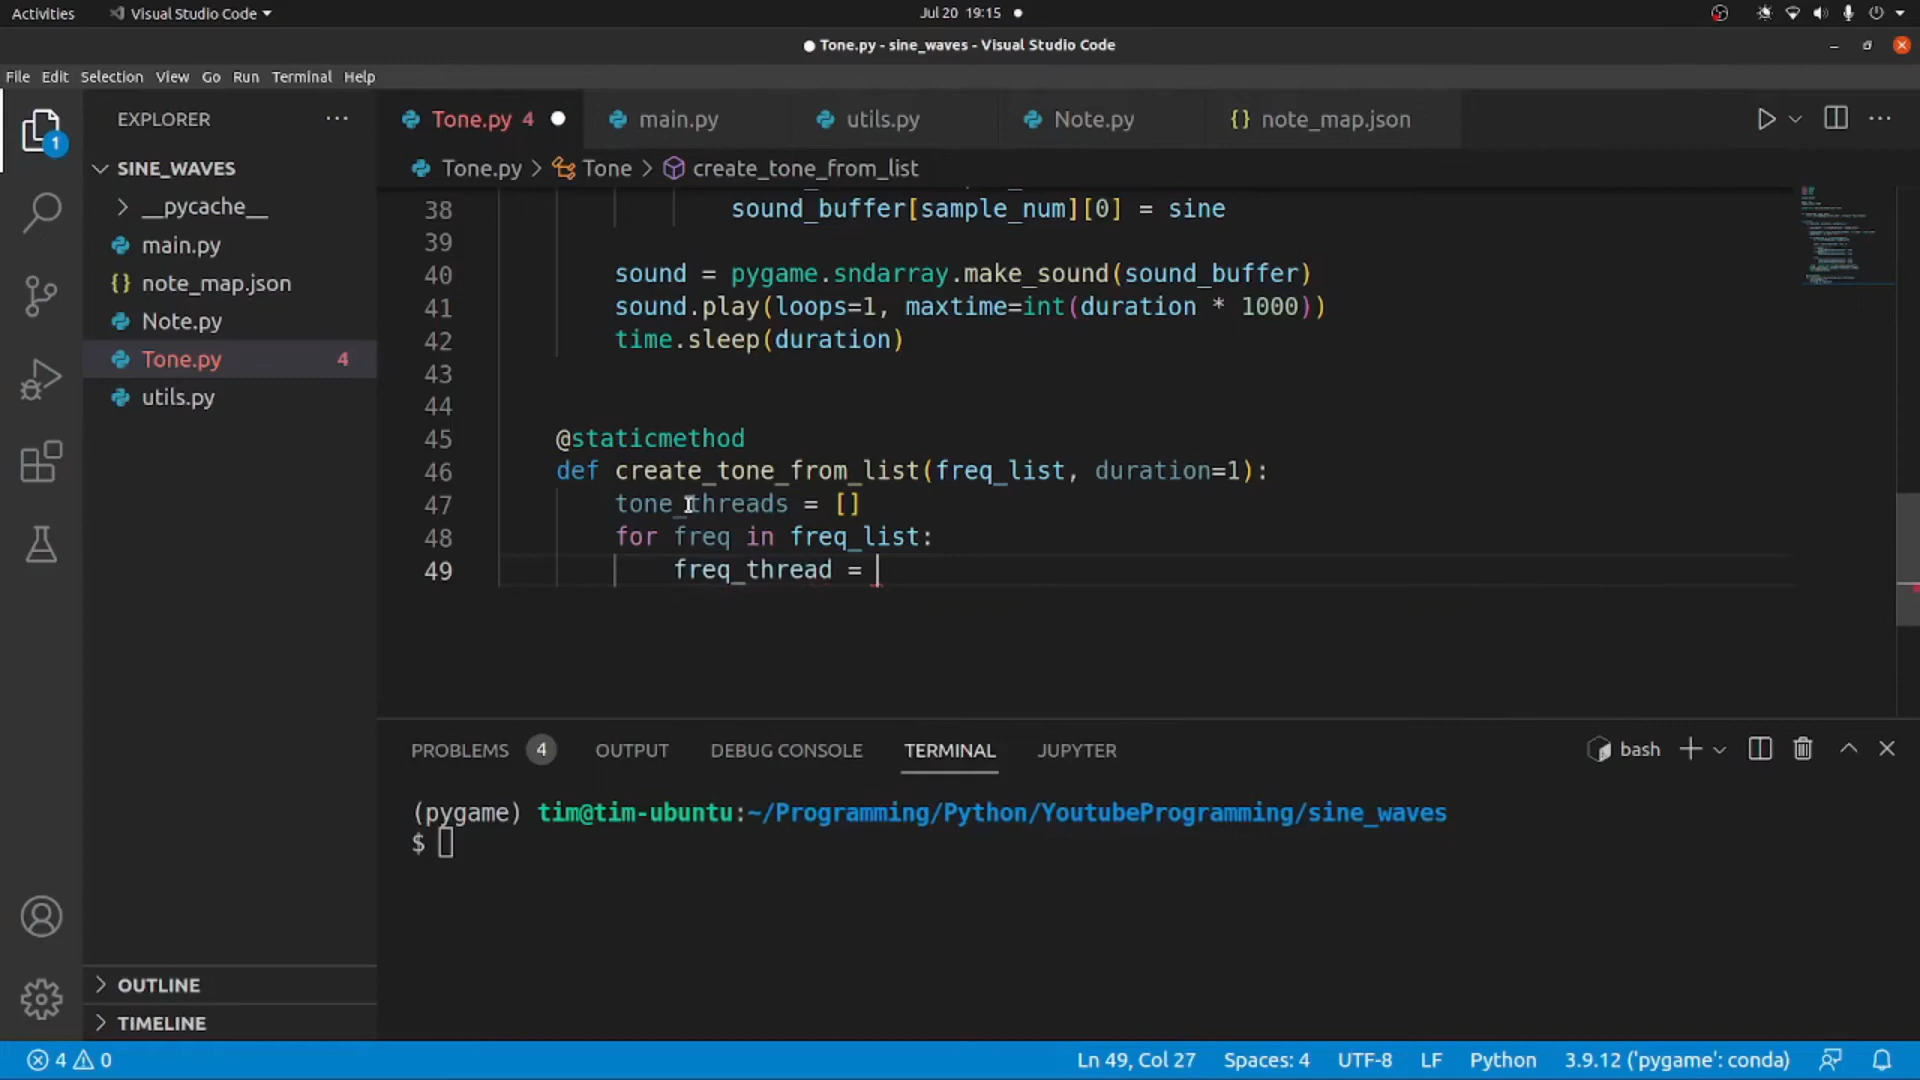 Activities Visual Studio Code Jul 20 19:15
Tone.py - sine_waves - Visual Studio Code
File Edit Selection View Go Run Terminal Help
EXPLORER
Tone.py 4 main.py utils.py Note.py {} note_map.json
SINE_WAVES
Tone.py > Tone > create_tone_from_list
1
__pycache__
main.py
{} note_map.json
Note.py
Tone.py 4
utils.py
38 sound_buffer[sample_num][0] = sine
39
40 sound = pygame.sndarray.make_sound(sound_buffer)
41 sound.play(loops=1, maxtime=int(duration * 1000))
42 time.sleep(duration)
43
44
45 @staticmethod
46 def create_tone_from_list(freq_list, duration=1):
47 tone_threads = []
48 for freq in freq_list:
49 freq_thread =
PROBLEMS 4 OUTPUT DEBUG CONSOLE TERMINAL JUPYTER bash
(pygame) tim@tim-ubuntu:~/Programming/Python/YoutubeProgramming/sine_waves
$
OUTLINE
TIMELINE
4 0 Ln 49, Col 27 Spaces: 4 UTF-8 LF Python 3.9.12 ('pygame': conda)